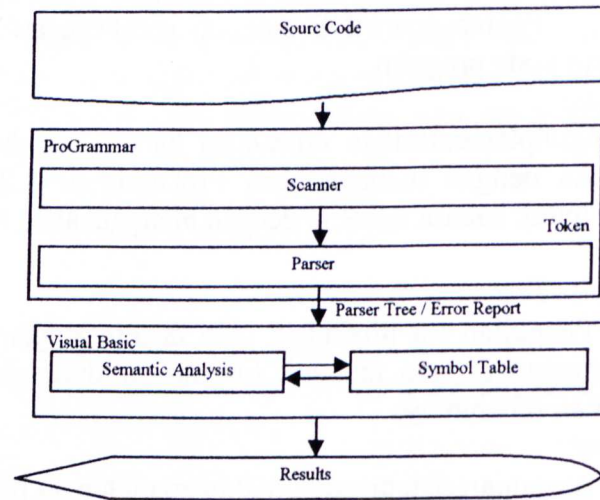 Sourc Code
ProGrammar
Scanner
Token
Parser
Parser Tree / Error Report
Visual Basic
Semantic Analysis
Symbol Table
Results